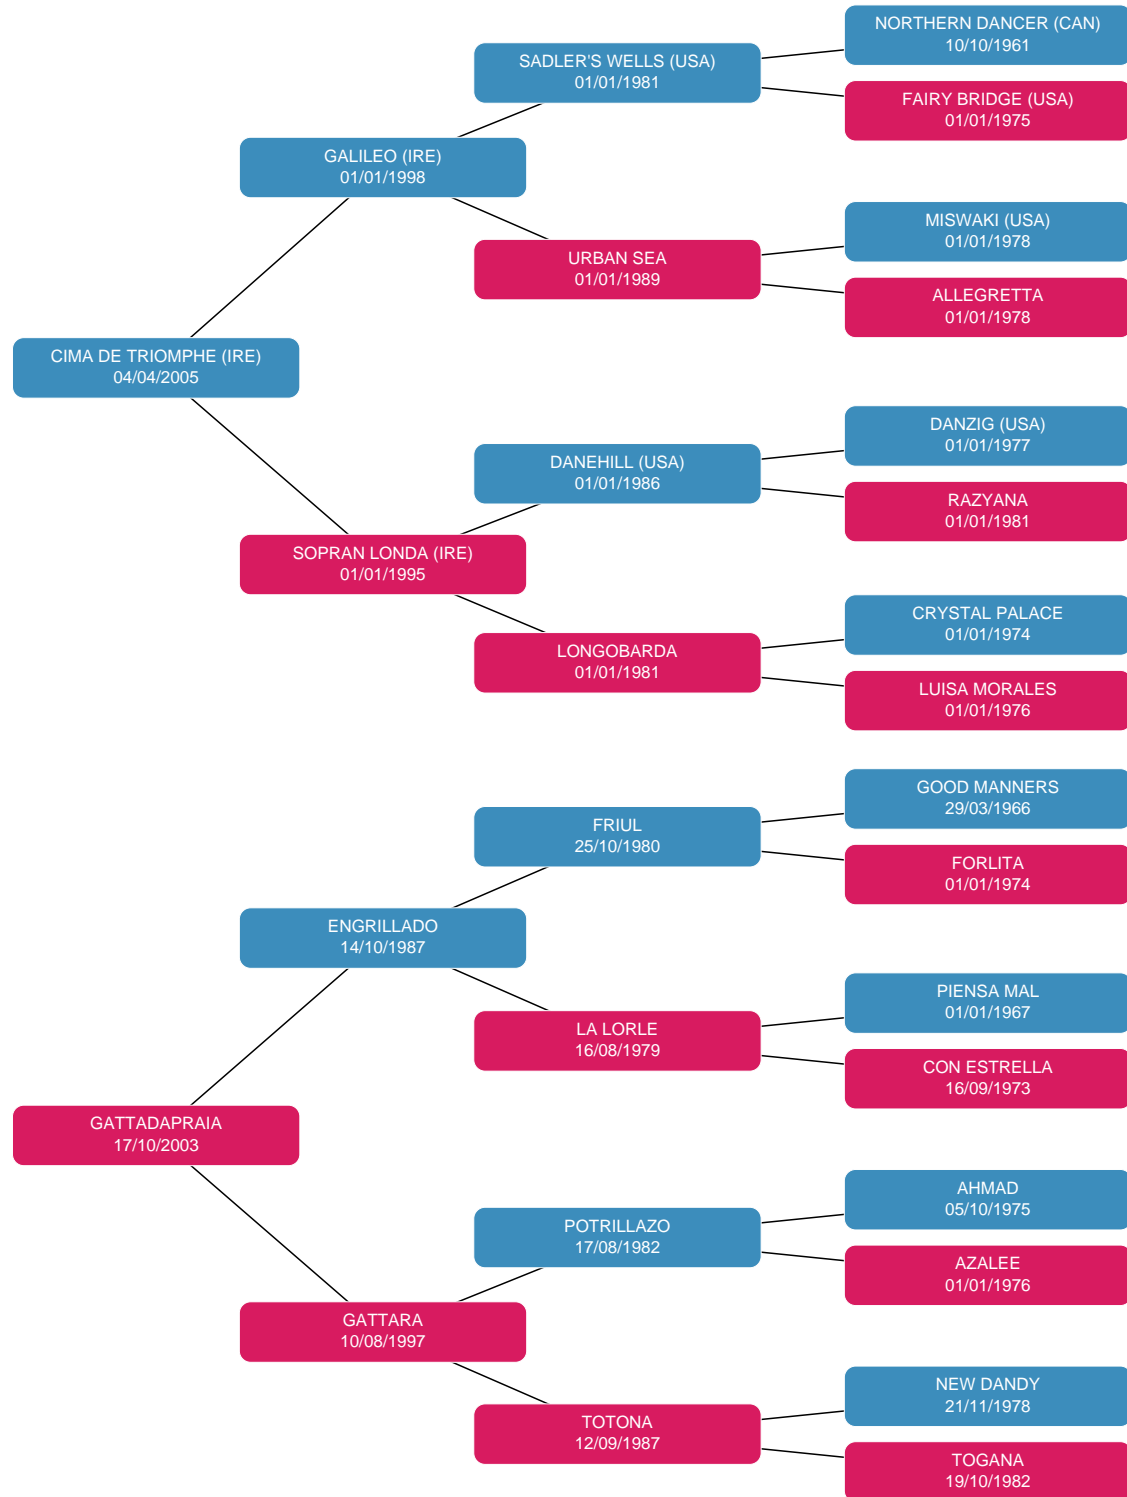 NORTHERN DANCER (CAN)
10/10/1961
SADLER'S WELLS (USA)
01/01/1981
FAIRY BRIDGE (USA)
01/01/1975
GALILEO (IRE)
01/01/1998
MISWAKI (USA)
01/01/1978
URBAN SEA
01/01/1989
ALLEGRETTA
01/01/1978
CIMA DE TRIOMPHE (IRE)
04/04/2005
DANZIG (USA)
01/01/1977
DANEHILL (USA)
01/01/1986
RAZYANA
01/01/1981
SOPRAN LONDA (IRE)
01/01/1995
CRYSTAL PALACE
01/01/1974
LONGOBARDA
01/01/1981
LUISA MORALES
01/01/1976
GOOD MANNERS
29/03/1966
FRIUL
25/10/1980
FORLITA
01/01/1974
ENGRILLADO
14/10/1987
PIENSA MAL
01/01/1967
LA LORLE
16/08/1979
CON ESTRELLA
16/09/1973
GATTADAPRAIA
17/10/2003
AHMAD
05/10/1975
POTRILLAZO
17/08/1982
AZALEE
01/01/1976
GATTARA
10/08/1997
NEW DANDY
21/11/1978
TOTONA
12/09/1987
TOGANA
19/10/1982